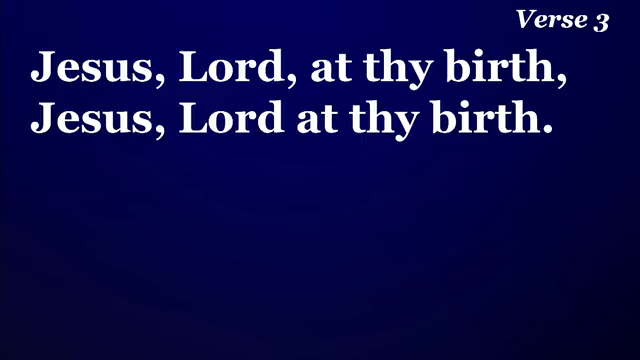 Verse 3
Jesus, Lord, at thy birth,
Jesus, Lord at thy birth.